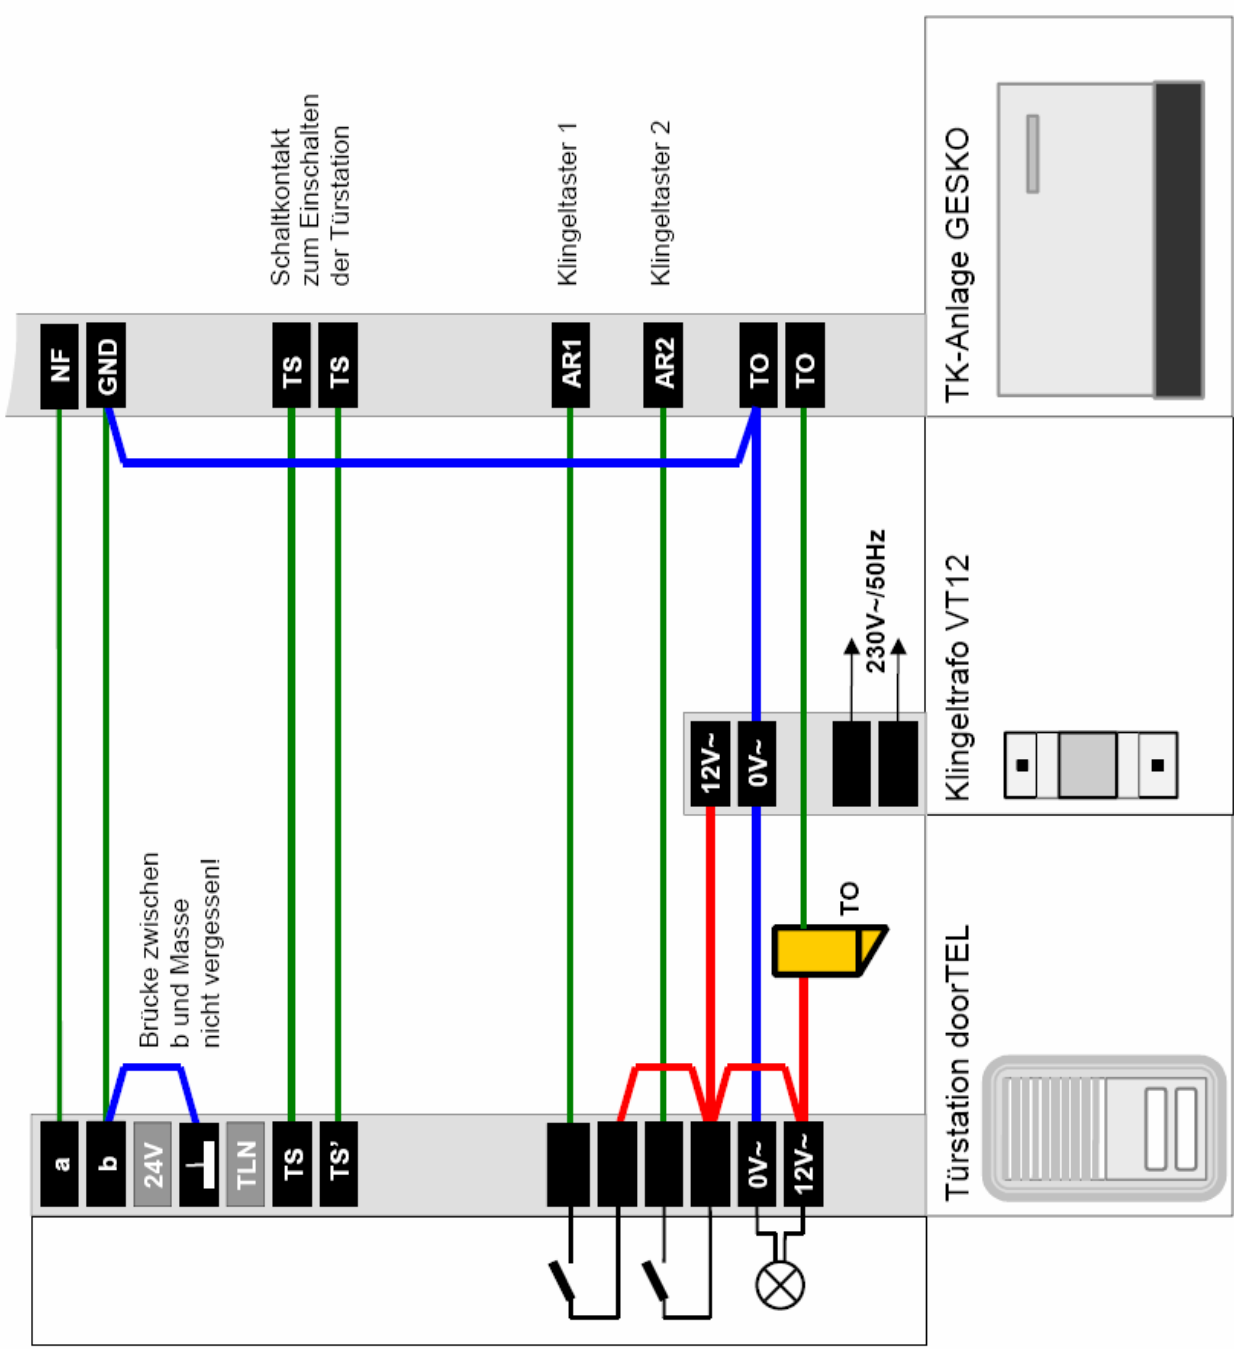 NF
GND
TS
TS
AR1
AR2
TO
TO
Schaltkontakt
zum Einschalten
der Türstation
Klingeltaster 1
Klingeltaster 2
TK-Anlage GESKO
12V~
0V~
230V~/50Hz
Klingeltrafo VT12
Brücke zwischen
b und Masse
nicht vergessen!
TO
a
b
24V
TLN
TS
TS'
0V~
12V~
Türstation doorTEL